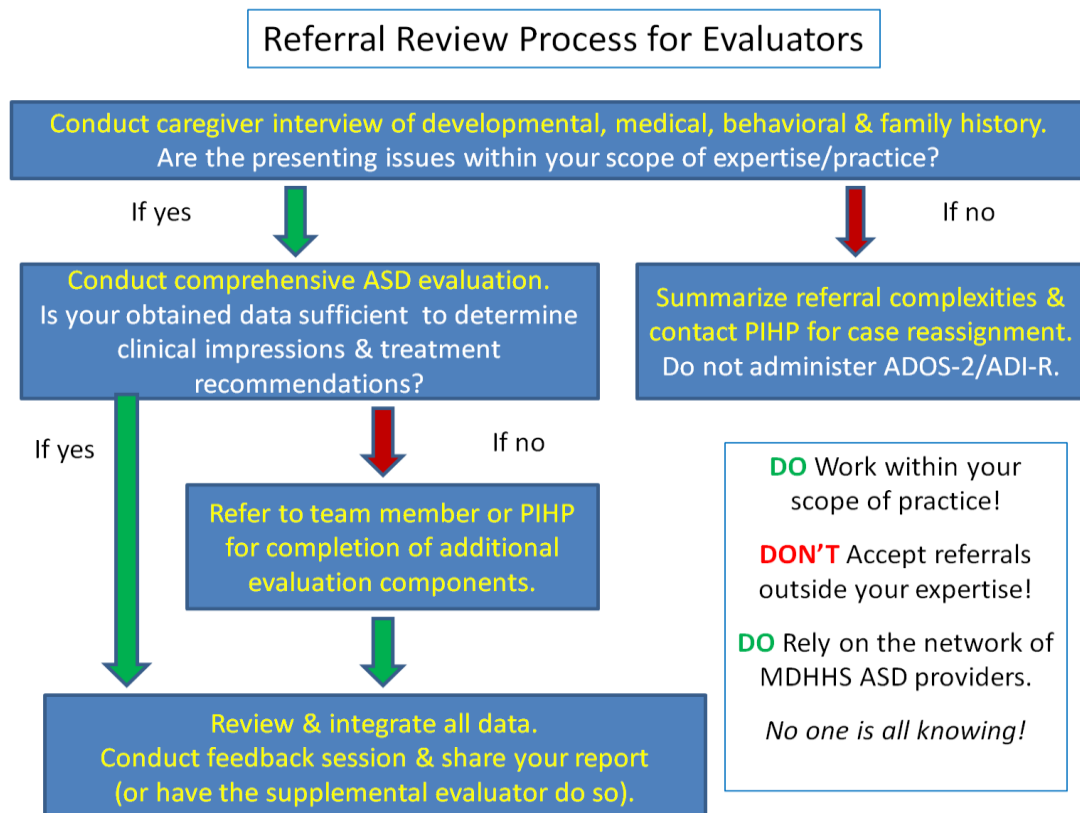 Referral Review Process for Evaluators
Conduct caregiver interview of developmental, medical, behavioral & family history.
Are the presenting issues within your scope of expertise/practice?
If yes
If no
Conduct comprehensive ASD evaluation.
Is your obtained data sufficient to determine
clinical impressions & treatment
recommendations?
Summarize referral complexities &
contact PIHP for case reassignment.
Do not administer ADOS-2/ADI-R.
If yes
If no
Refer to team member or PIHP
for completion of additional
evaluation components.
Review & integrate all data.
Conduct feedback session & share your report
(or have the supplemental evaluator do so).
DO Work within your
scope of practice!
DON’T Accept referrals
outside your expertise!
DO Rely on the network of
MDHHS ASD providers.
No one is all knowing!